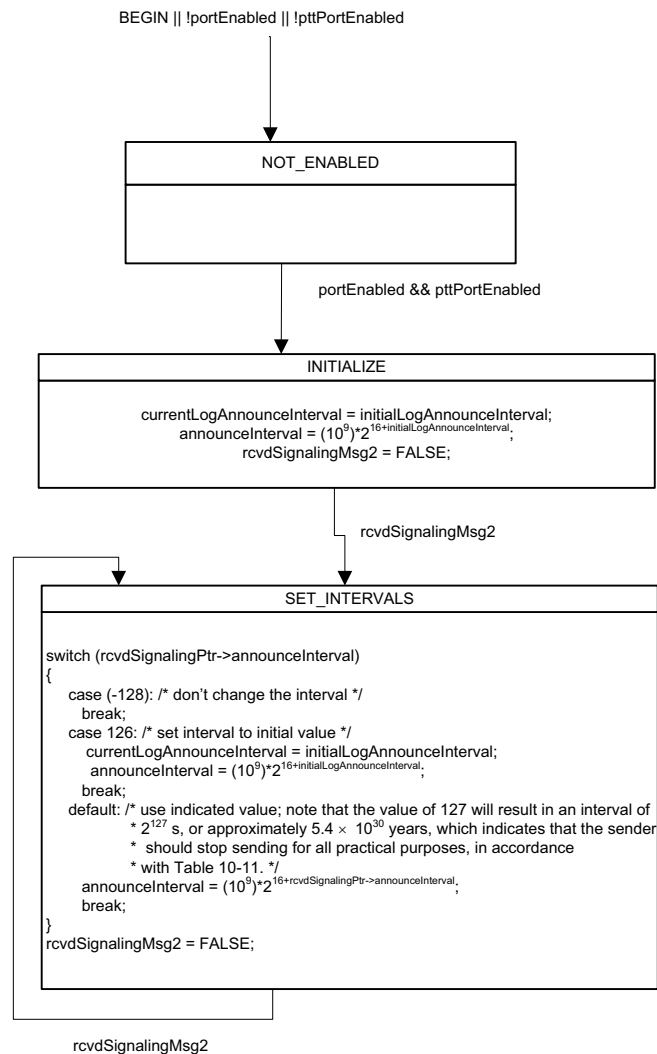 BEGIN || !portEnabled || !pttPortEnabled
NOT_ENABLED
portEnabled && pttPortEnabled
INITIALIZE
currentLogAnnounceInterval = initialLogAnnounceInterval;
announceInterval = (10^9)*2^16+initialLogAnnounceInterval;
rcvdSignalingMsg2 = FALSE;
rcvdSignalingMsg2
SET_INTERVALS
switch (rcvdSignalingPtr->announceInterval)
{
case (-128): /* don’t change the interval */
break;
case 126: /* set interval to initial value */
currentLogAnnounceInterval = initialLogAnnounceInterval;
announceInterval = (10^9)*2^16+initialLogAnnounceInterval;
break;
default: /* use indicated value; note that the value of 127 will result in an interval of
* 2^127 s, or approximately 5.4 × 10^30 years, which indicates that the sender
* should stop sending for all practical purposes, in accordance
* with Table 10-11. */
announceInterval = (10^9)*2^16+rcvdSignalingPtr->announceInterval;
break;
}
rcvdSignalingMsg2 = FALSE;
rcvdSignalingMsg2